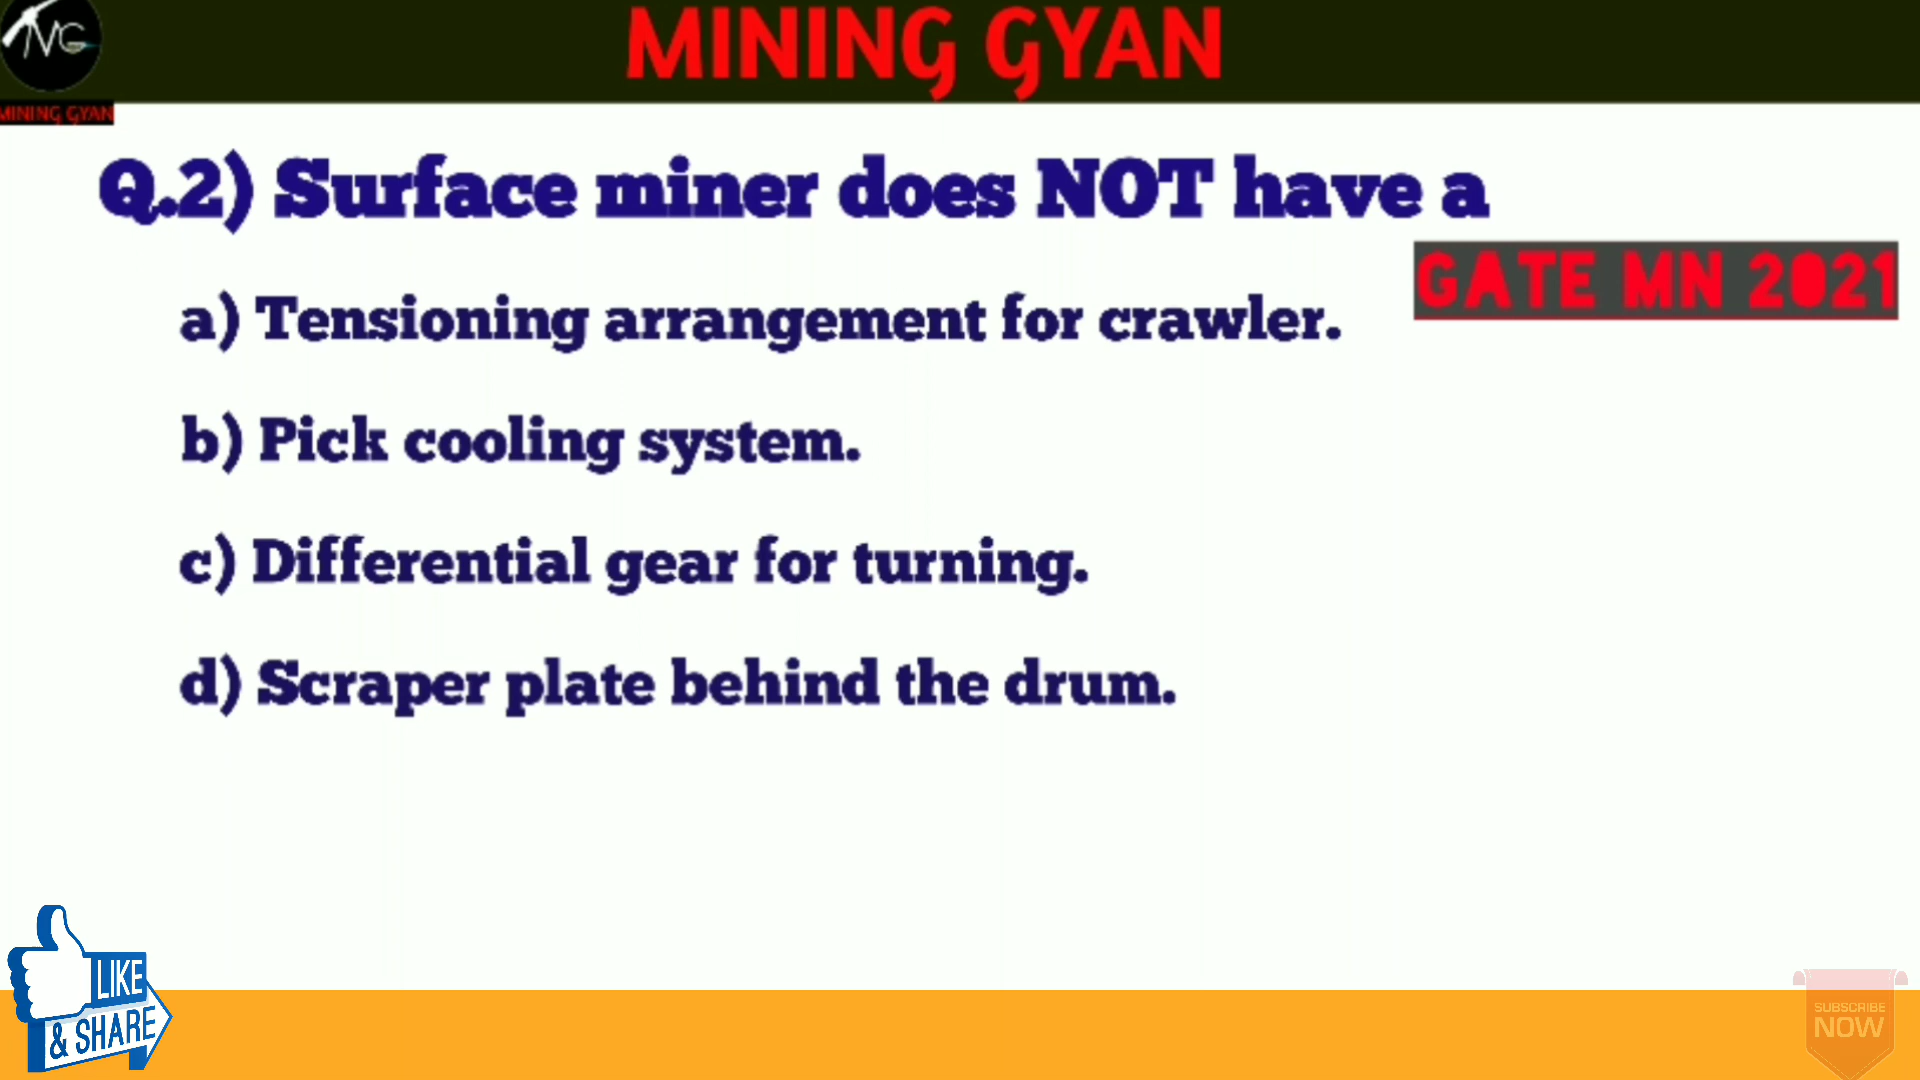 MG
MINING GYAN
MINING GYAN
Q.2) Surface miner does NOT have a
GATE MN 2021
a) Tensioning arrangement for crawler.
b) Pick cooling system.
c) Differential gear for turning.
d) Scraper plate behind the drum.
LIKE
& SHARE
SUBSCRIBE
NOW